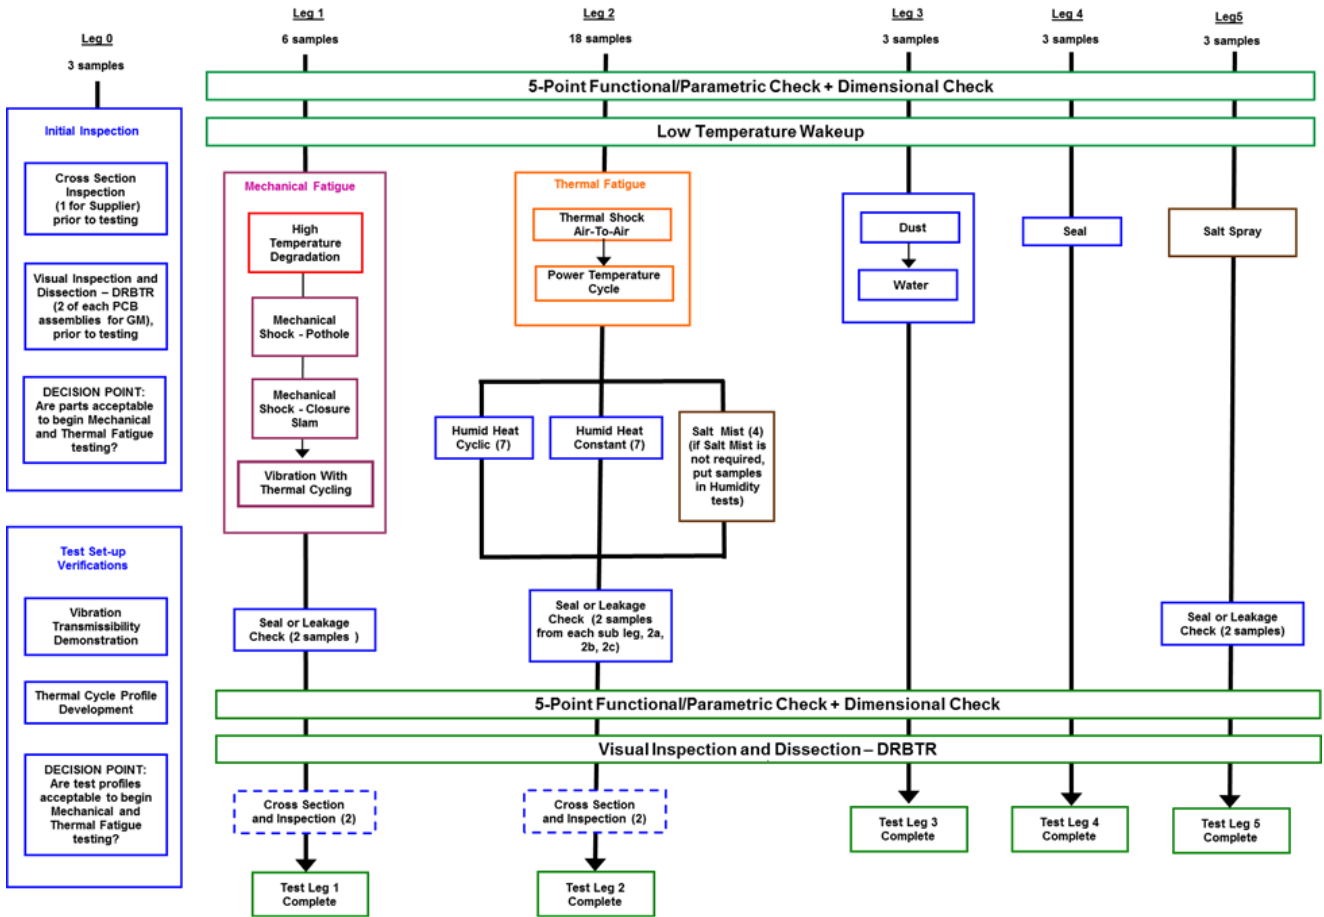 Leg 0
3 samples
Initial Inspection
Cross Section
Inspection
(1 for Supplier)
prior to testing
Visual Inspection and
Dissection – DRBTR
(2 of each PCB
assemblies for GM),
prior to testing
DECISION POINT:
Are parts acceptable
to begin Mechanical
and Thermal Fatigue
testing?
Test Set-up
Verifications
Vibration
Transmissibility
Demonstration
Thermal Cycle Profile
Development
DECISION POINT:
Are test profiles
acceptable to begin
Mechanical and
Thermal Fatigue
testing?
Leg 1
6 samples
Leg 2
18 samples
Leg 3
3 samples
Leg 4
3 samples
Leg5
3 samples
5-Point Functional/Parametric Check + Dimensional Check
Low Temperature Wakeup
Mechanical Fatigue
High
Temperature
Degradation
Mechanical
Shock - Pothole
Mechanical
Shock - Closure
Slam
Vibration With
Thermal Cycling
Seal or Leakage
Check (2 samples )
Thermal Fatigue
Thermal Shock
Air-To-Air
Power Temperature
Cycle
Humid Heat
Cyclic (7)
Humid Heat
Constant (7)
Salt Mist (4)
(if Salt Mist is
not required,
put samples
in Humidity
tests)
Seal or Leakage
Check (2 samples
from each sub leg, 2a,
2b, 2c)
Dust
Water
Seal
Salt Spray
Seal or Leakage
Check (2 samples)
5-Point Functional/Parametric Check + Dimensional Check
Visual Inspection and Dissection – DRBTR
Cross Section
and Inspection (2)
Test Leg 1
Complete
Cross Section
and Inspection (2)
Test Leg 2
Complete
Test Leg 3
Complete
Test Leg 4
Complete
Test Leg 5
Complete